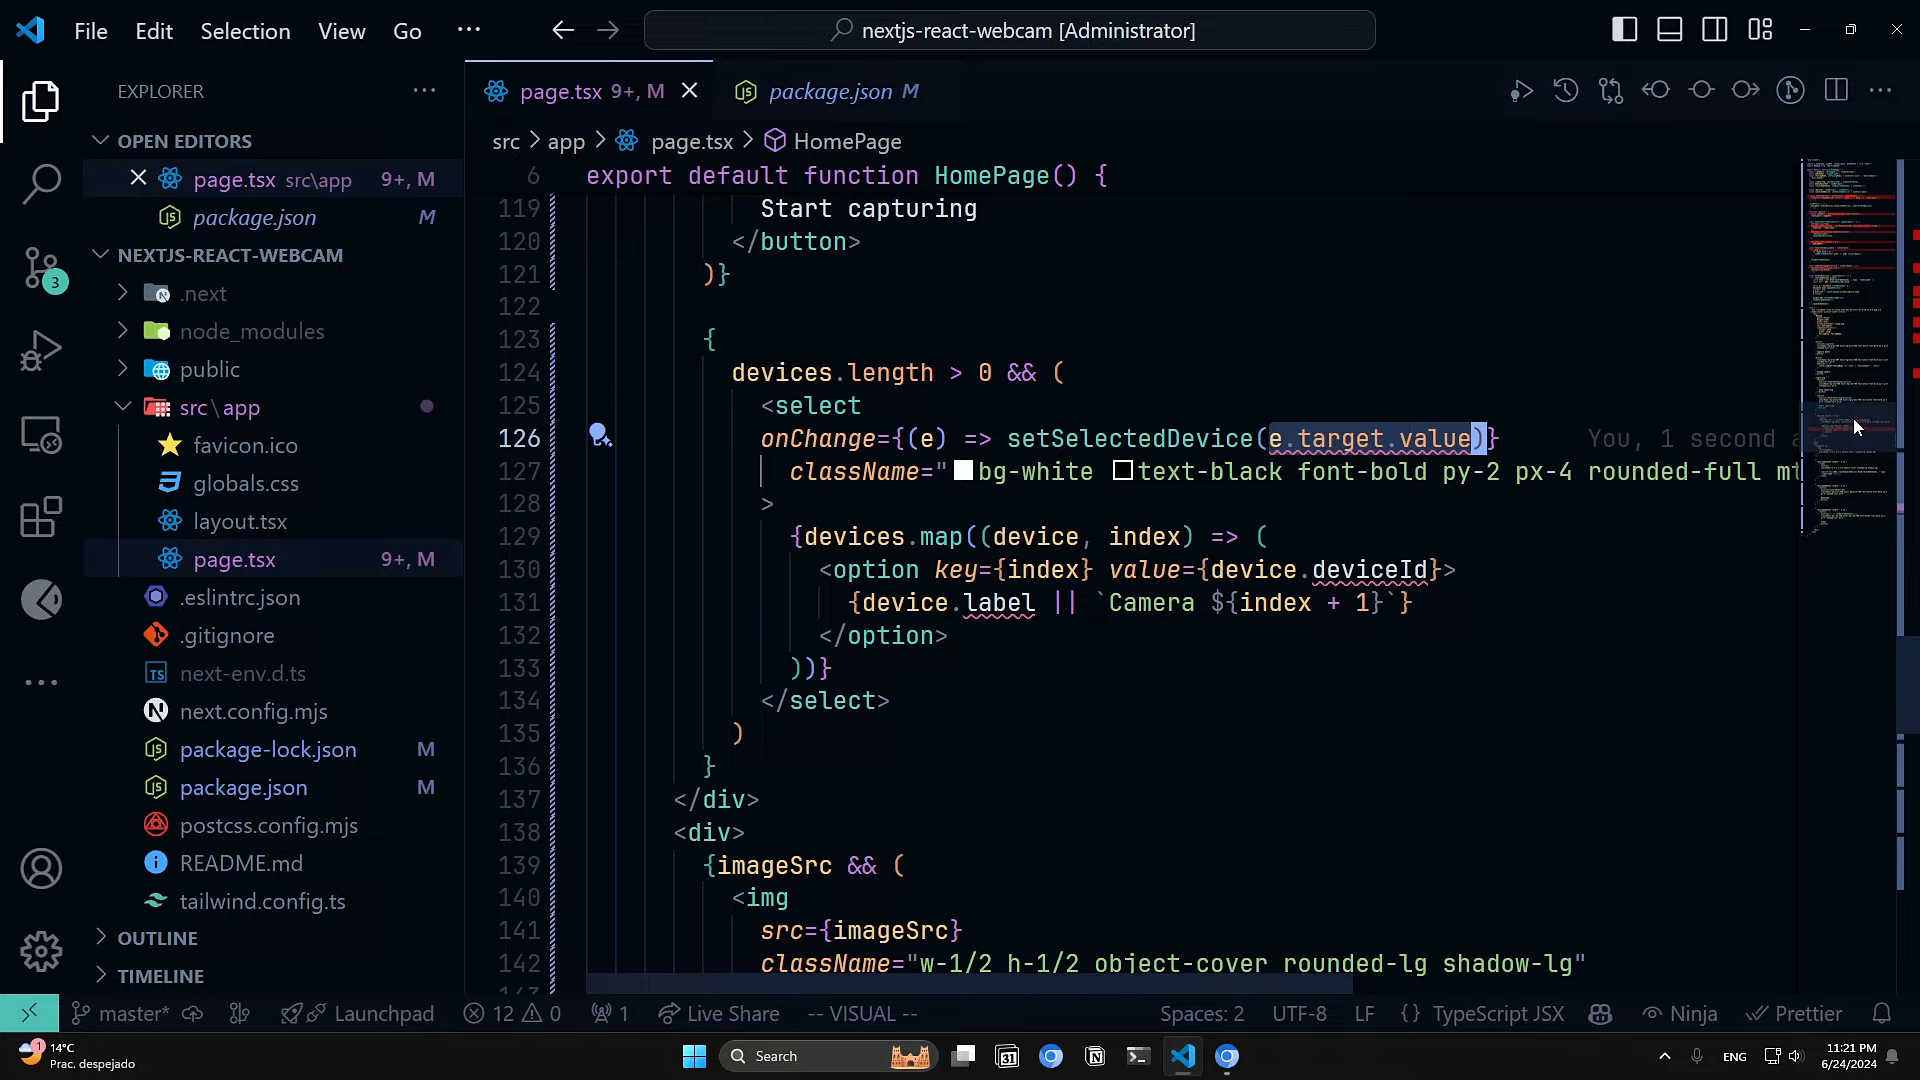 File Edit Selection View Go ··· nextjs-react-webcam [Administrator]
EXPLORER ···
page.tsx 9+, M package.json M
OPEN EDITORS
src > app > page.tsx > HomePage
page.tsx src\app 9+, M
package.json M
NEXTJS-REACT-WEBCAM
.next
node_modules
public
src\app
favicon.ico
globals.css
layout.tsx
page.tsx 9+, M
.eslintrc.json
.gitignore
TS next-env.d.ts
next.config.mjs
package-lock.json M
package.json M
postcss.config.mjs
README.md
tailwind.config.ts
OUTLINE
TIMELINE
3
6 export default function HomePage() {
119 Start capturing
120 </button>
121 )}
122
123 {
124 devices.length > 0 && (
125 <select
126 onChange={(e) => setSelectedDevice(e.target.value)} You, 1 second a
127 className="bg-white text-black font-bold py-2 px-4 rounded-full mt
128 >
129 {devices.map((device, index) => (
130 <option key={index} value={device.deviceId}>
131 {device.label || `Camera ${index + 1}`}
132 </option>
133 ))}
134 </select>
135 )
136 }
137 </div>
138 <div>
139 {imageSrc && (
140 <img
141 src={imageSrc}
142 className="w-1/2 h-1/2 object-cover rounded-lg shadow-lg"
master* Launchpad 12 0 1 Live Share -- VISUAL -- Spaces: 2 UTF-8 LF {} TypeScript JSX Ninja Prettier
1 14°C
Prac. despejado
Search
31
ENG
11:21 PM
6/24/2024